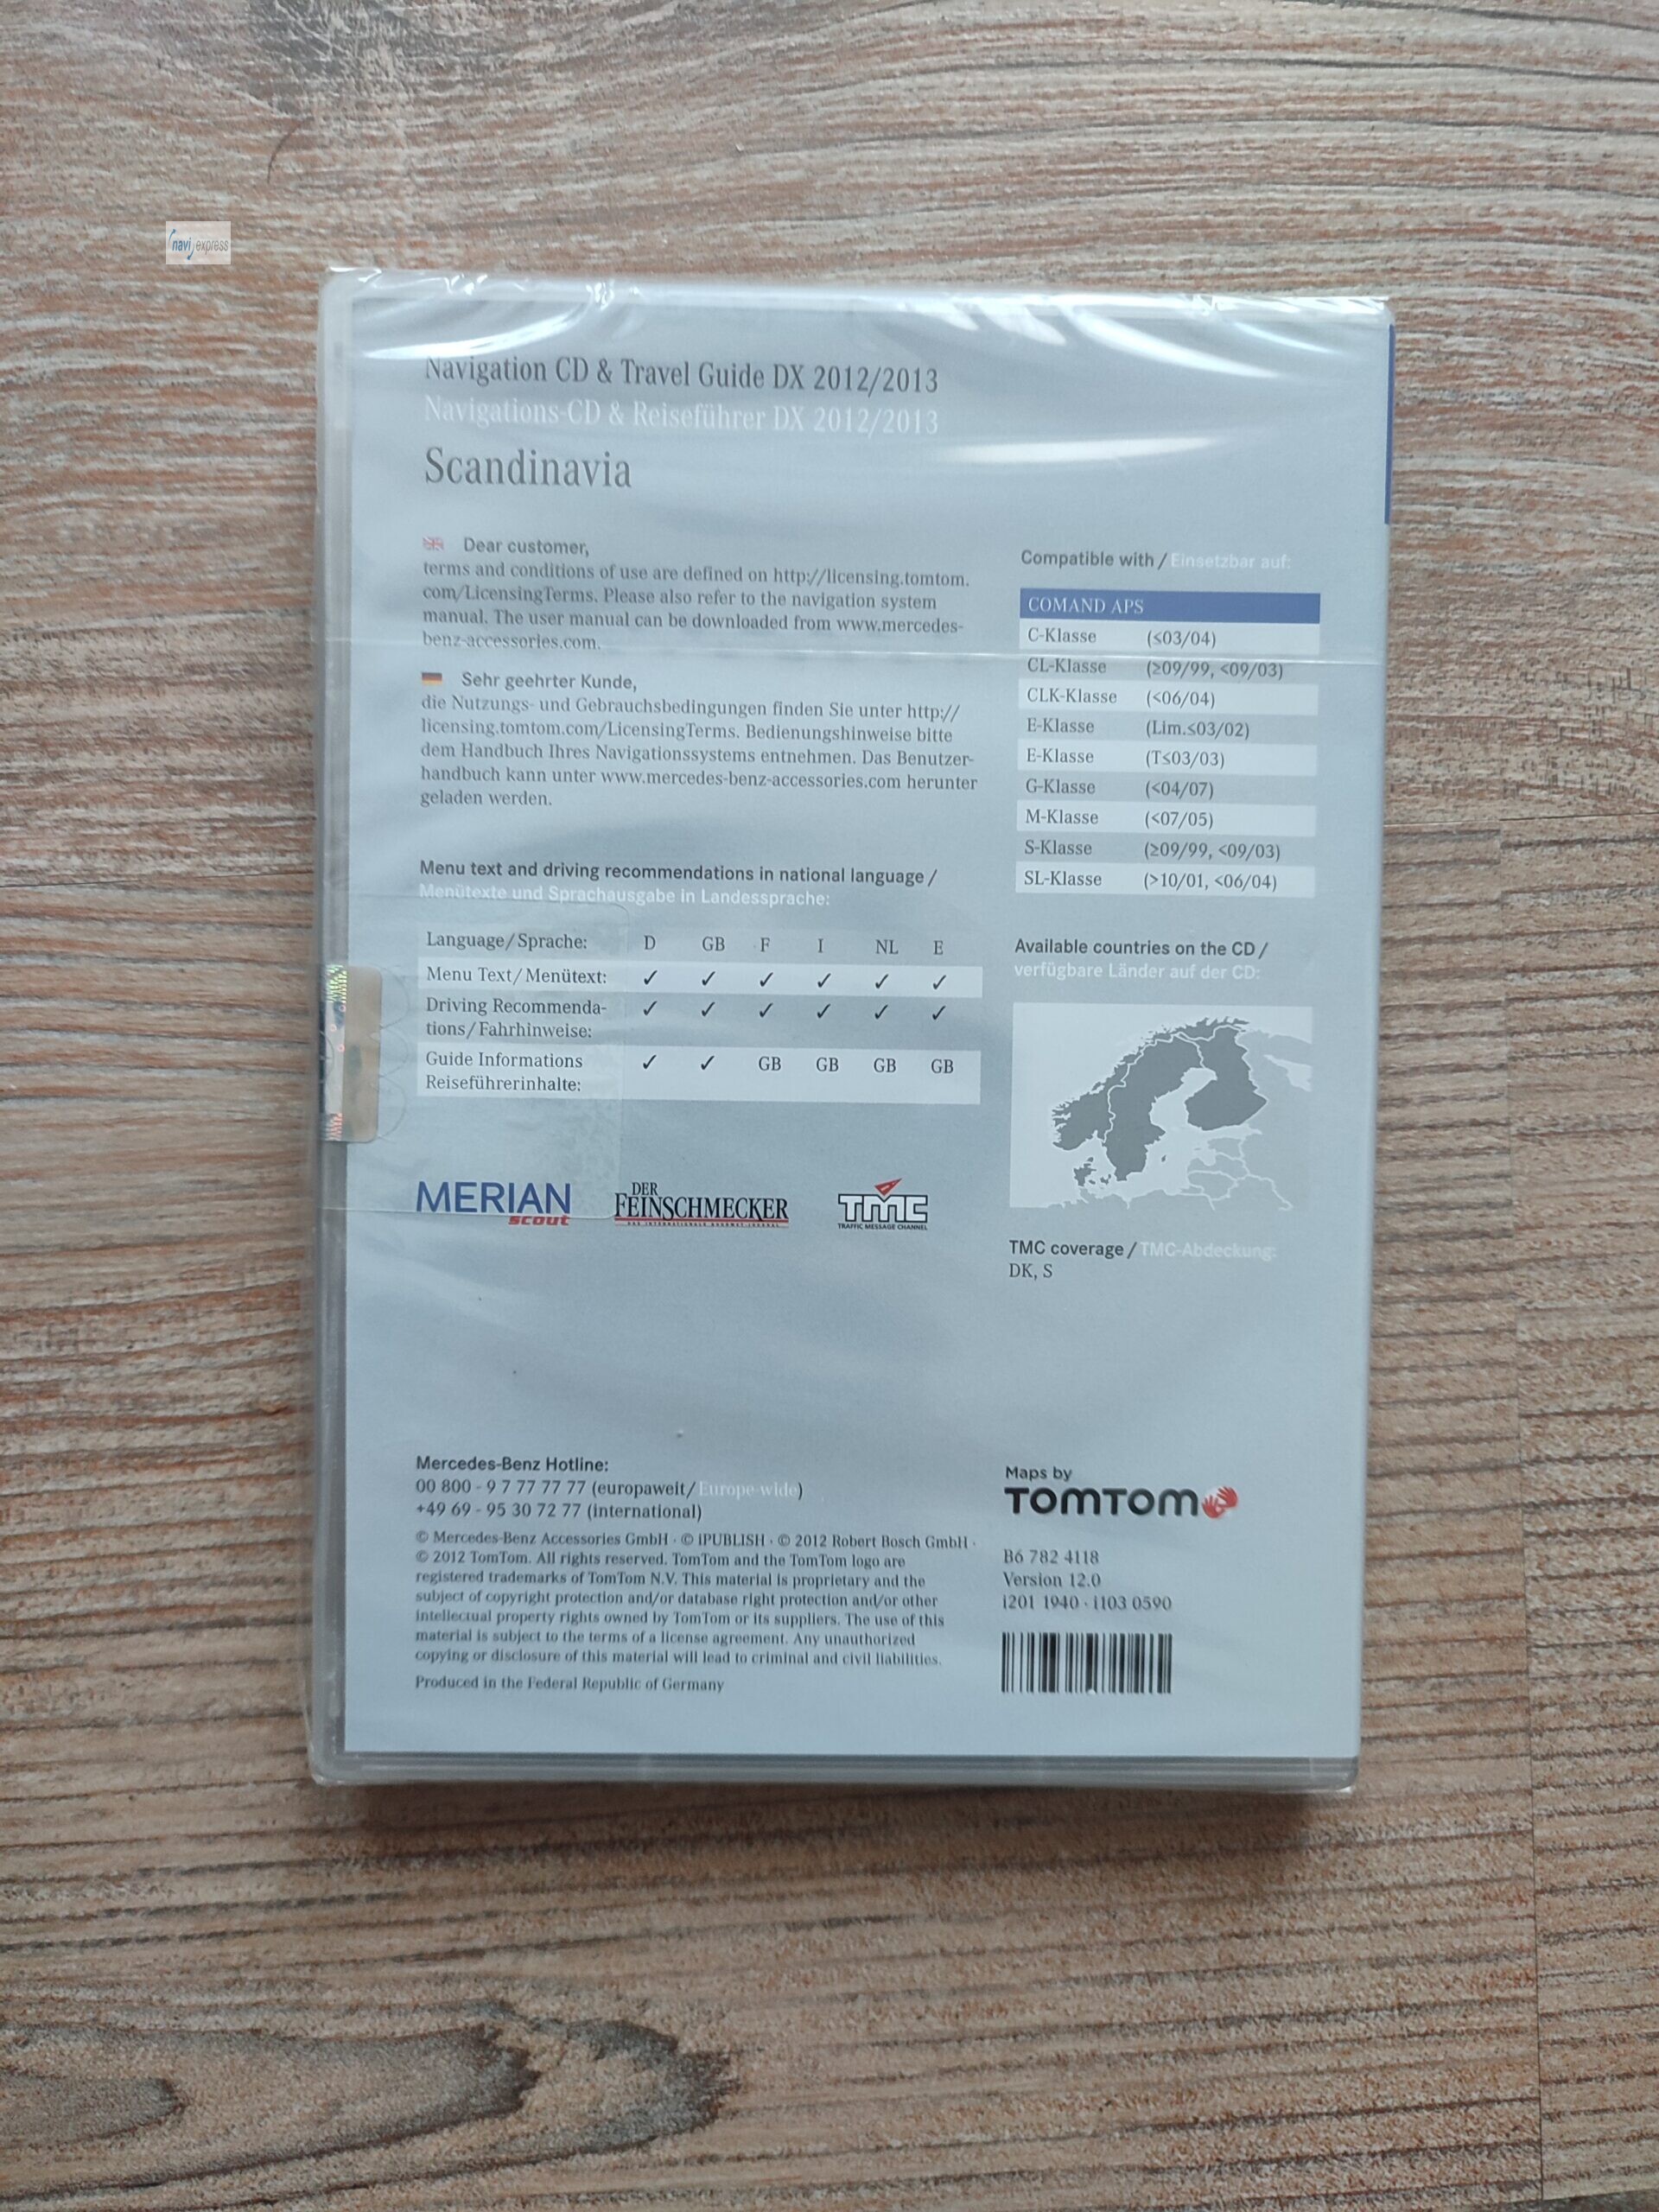 navi express
Navigation CD & Travel Guide DX 2012/2013
Navigations-CD & Reiseführer DX 2012/2013
Scandinavia
Dear customer,
terms and conditions of use are defined on http://licensing.tomtom.
com/LicensingTerms. Please also refer to the navigation system
manual. The user manual can be downloaded from www.mercedes-
benz-accessories.com.
Sehr geehrter Kunde,
die Nutzungs- und Gebrauchsbedingungen finden Sie unter http://
licensing.tomtom.com/LicensingTerms. Bedienungshinweise bitte
dem Handbuch Ihres Navigationssystems entnehmen. Das Benutzer-
handbuch kann unter www.mercedes-benz-accessories.com herunter
geladen werden.
Menu text and driving recommendations in national language /
Menütexte und Sprachausgabe in Landessprache:
Language/Sprache: D GB F I NL E
Menu Text/Menütext: ✓ ✓ ✓ ✓ ✓ ✓
Driving Recommenda- ✓ ✓ ✓ ✓ ✓ ✓
tions/Fahrhinweise:
Guide Informations ✓ ✓ GB GB GB GB
Reiseführerinhalte:
MERIAN
scout
DER
FEINSCHMECKER
TMC
TRAFFIC MESSAGE CHANNEL
Compatible with / Einsetzbar auf:
COMAND APS
C-Klasse (≤03/04)
CL-Klasse (≥09/99, <09/03)
CLK-Klasse (<06/04)
E-Klasse (Lim.≤03/02)
E-Klasse (T≤03/03)
G-Klasse (<04/07)
M-Klasse (<07/05)
S-Klasse (≥09/99, <09/03)
SL-Klasse (>10/01, <06/04)
Available countries on the CD /
verfügbare Länder auf der CD:
TMC coverage / TMC-Abdeckung:
DK, S
Mercedes-Benz Hotline:
00 800 - 9 7 77 77 77 (europaweit/Europe-wide)
+49 69 - 95 30 72 77 (international)
© Mercedes-Benz Accessories GmbH · © iPUBLISH · © 2012 Robert Bosch GmbH ·
© 2012 TomTom. All rights reserved. TomTom and the TomTom logo are
registered trademarks of TomTom N.V. This material is proprietary and the
subject of copyright protection and/or database right protection and/or other
intellectual property rights owned by TomTom or its suppliers. The use of this
material is subject to the terms of a license agreement. Any unauthorized
copying or disclosure of this material will lead to criminal and civil liabilities.
Produced in the Federal Republic of Germany
Maps by
TOMTOM
B6 782 4118
Version 12.0
i201 1940 · i103 0590